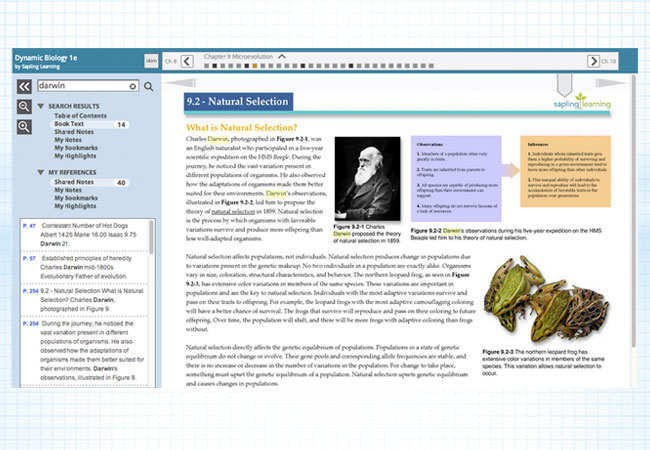 Dynamic Biology 1e
by Sapling Learning
Ch 8
Chapter 9 Microevolution
Ch 10
darwin
SEARCH RESULTS
Table of Contents
Book Text 14
Shared Notes
My Notes
My Bookmarks
My Highlights
MY REFERENCES
Shared Notes 40
My Notes
My Bookmarks
My Highlights
P. 47 Contestant Number of Hot Dogs
Albert 1425 Marie 16.00 Isaac 9.75
Darwin 21.
P. 57 Established principles of heredity
Charles Darwin mid-1800s
Evolutionary Father of evolution.
P. 254 9.2 - Natural Selection What is Natural
Selection? Charles Darwin,
photographed in Figure 9.
P. 254 During the journey, he noticed the
vast variation present in different
populations of organisms. He also
observedhow the adaptations of
organisms made them better suited for
their environments. Darwin's
observations, illustrated in Figure 9.
9.2 - Natural Selection
sapling learning
What is Natural Selection?
Charles Darwin, photographed in Figure 9.2-1, was
an English naturalist who participated in a five-year
scientific expedition on the HMS Beagle. During the
journey, he noticed the vast variation present in
different populations of organisms. He also observed
how the adaptations of organisms made them better
suited for their environments. Darwin's observations,
illustrated in Figure 9.2-2, led him to propose the
theory of natural selection in 1859. Natural selection
is the process by which organisms with favorable
variations survive and produce more offspring than
less well-adapted organisms.
Figure 9.2-1 Charles
Darwin proposed the theory
of natural selection in 1859.
Observations
1. Members of a population often vary
greatly in traits
2. Traits are inherited from parents to
offspring
3. All species are capable of producing more
offspring than their environment can
support
4. Many offspring do not survive because of
a lack of resources
Inferences
1. Individuals whose inherited traits give
them a higher probability of surviving and
reproducing in a given environment tend to
leave more offspring than other individuals
2. This unequal ability of individuals to
survive and reproduce will lead to the
accumulation of favorable traits in the
population over generations
Figure 9.2-2 Darwin's observations during his five-year expedition on the HMS
Beagle led him to his theory of natural selection.
Natural selection affects populations, not individuals. Natural selection produces change in populations due
to variations present in the genetic makeup. No two individuals in a population are exactly alike. Organisms
vary in size, coloration, structural characteristics, and behavior. The northern leopard frog, as seen in Figure
9.2-3, has extensive color variations in members of the same species. These variations are important in
populations and are the key to natural selection. Individuals with the most adaptive variations survive and
pass on their traits to offspring. For example, the leopard frogs with the most adaptive camouflaging coloring
will have a better chance of survival. The frogs that survive will reproduce and pass on their coloring to future
offspring. Over time, the population will shift, and there will be more frogs with adaptive coloring than frogs
without.
Natural selection directly affects the genetic equilibrium of populations. Populations in a state of genetic
equilibrium do not change or evolve. Their gene pools and corresponding allele frequencies are stable, and
there is no increase or decrease in the number of variations in the population. For change to take place,
something must upset the genetic equilibrium of a population. Natural selection upsets genetic equilibrium
and causes changes in populations.
Figure 9.2-3 The northern leopard frog has
extensive color variations in members of the same
species. This variation allows natural selection to
occur.